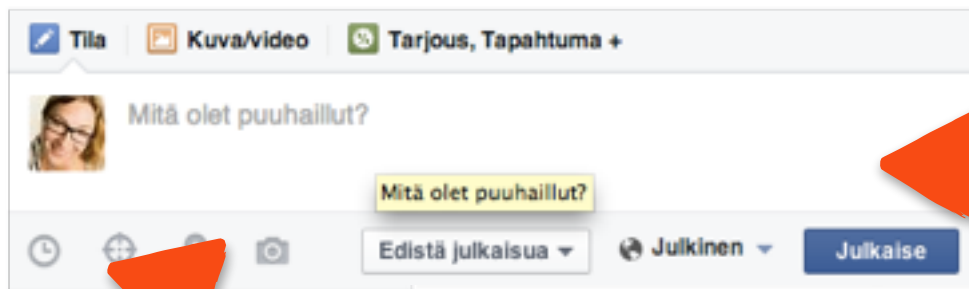 Tila Kuva/video Tarjous, Tapahtuma +
Mitä olet puuhaillut?
Mitä olet puuhaillut?
Edistä julkaisua Julkinen Julkaise